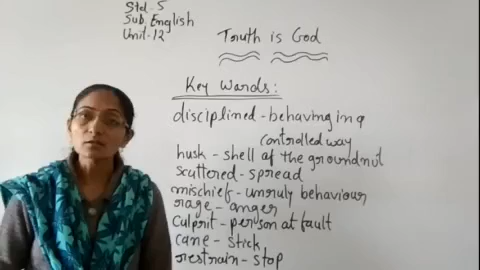 Std. 5
Sub. English
Unit-12
Truth is God
Key Words:
disciplined - behaving in a
controlled way
husk - shell of the groundnut
scattered - spread
mischief - unruly behaviour
rage - anger
culprit - person at fault
cane - stick
restrain - stop